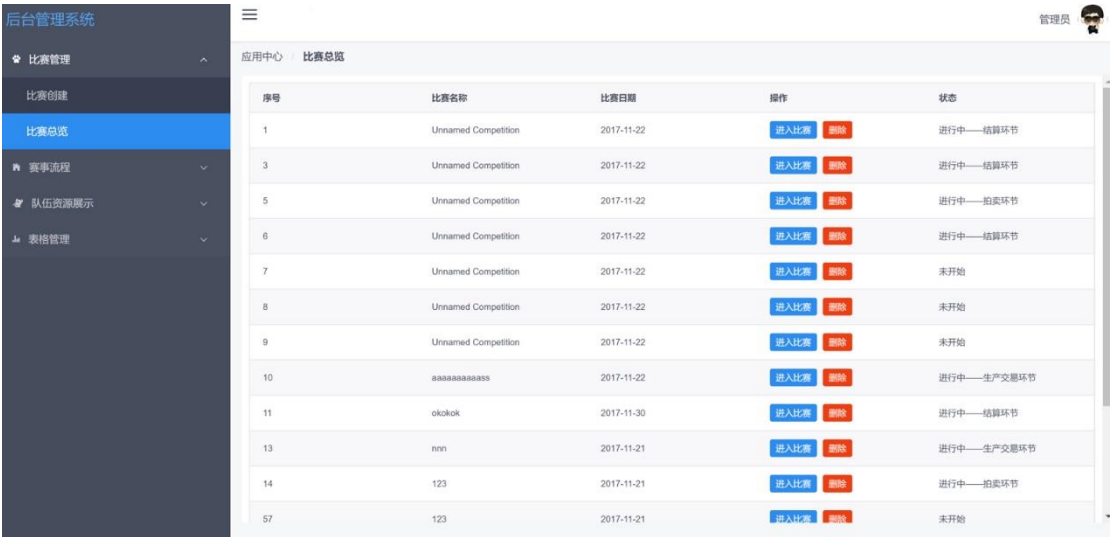 后台管理系统
管理员
比赛管理
比赛创建
比赛总览
赛事流程
队伍资源展示
表格管理
应用中心 比赛总览
序号 比赛名称 比赛日期 操作 状态
1 Unnamed Competition 2017-11-22 进入比赛 删除 进行中——结算环节
3 Unnamed Competition 2017-11-22 进入比赛 删除 进行中——结算环节
5 Unnamed Competition 2017-11-22 进入比赛 删除 进行中——拍卖环节
6 Unnamed Competition 2017-11-22 进入比赛 删除 进行中——结算环节
7 Unnamed Competition 2017-11-22 进入比赛 删除 未开始
8 Unnamed Competition 2017-11-22 进入比赛 删除 未开始
9 Unnamed Competition 2017-11-22 进入比赛 删除 未开始
10 aaaaaaaaaass 2017-11-22 进入比赛 删除 进行中——生产交易环节
11 okokok 2017-11-30 进入比赛 删除 进行中——结算环节
13 nnn 2017-11-21 进入比赛 删除 进行中——生产交易环节
14 123 2017-11-21 进入比赛 删除 进行中——拍卖环节
57 123 2017-11-21 进入比赛 删除 未开始